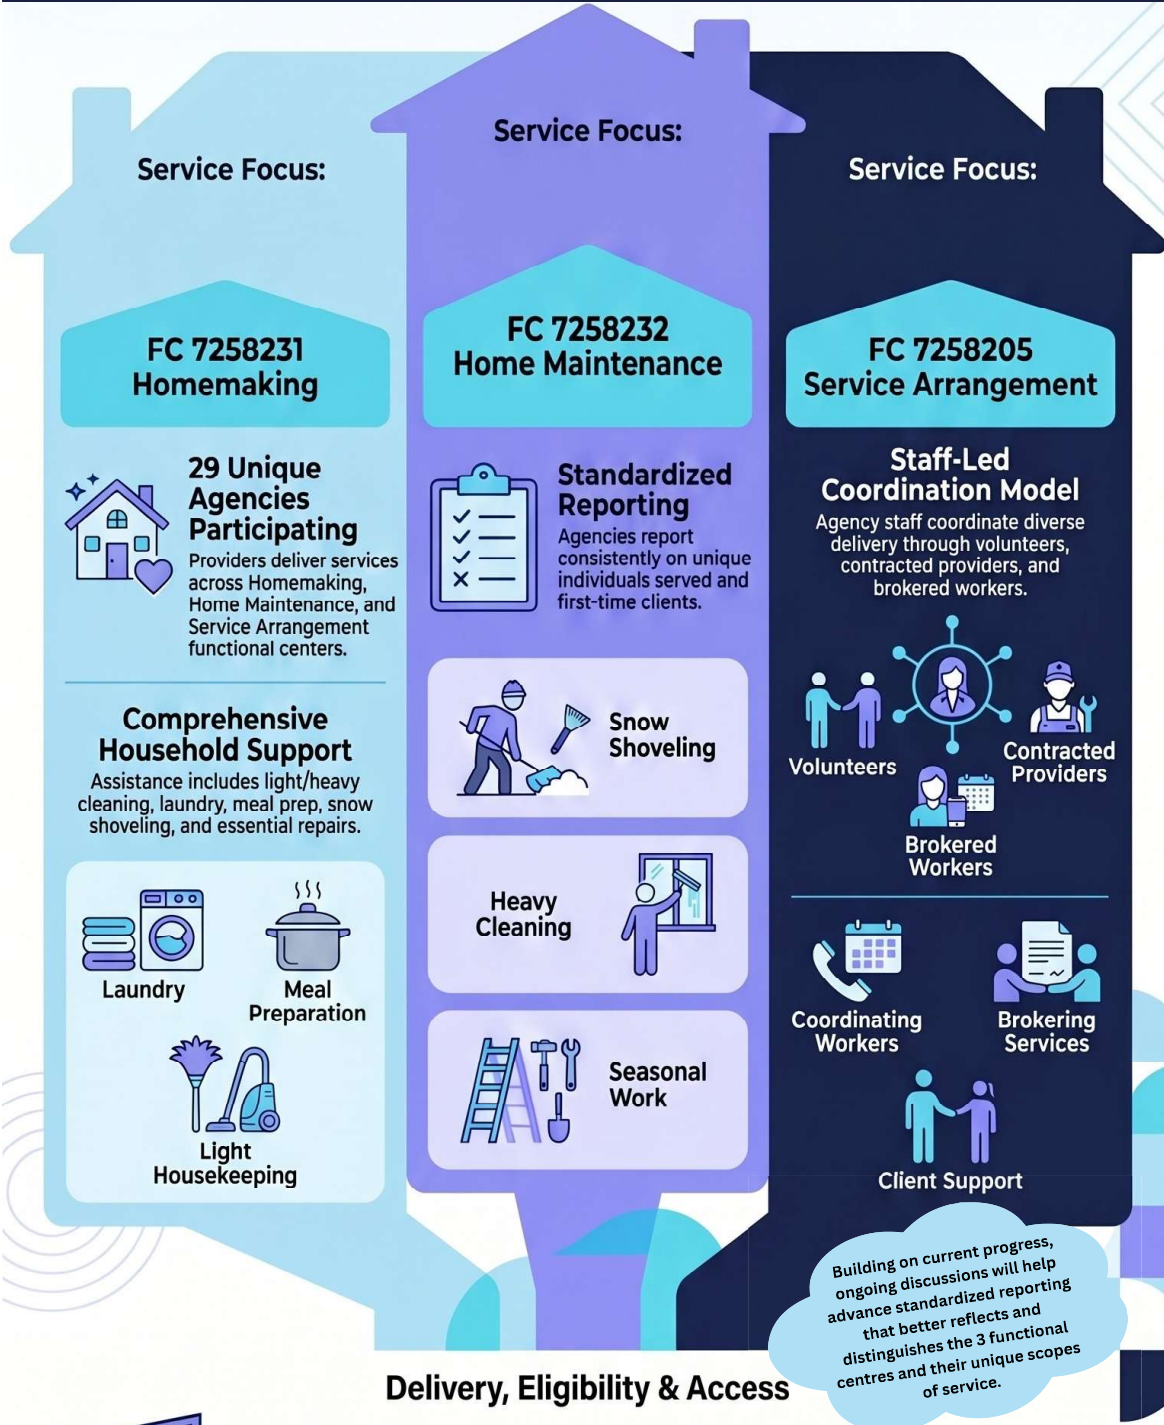 Service Focus:
FC 7258231
Homemaking
29 Unique
Agencies
Participating
Providers deliver services
across Homemaking,
Home Maintenance, and
Service Arrangement
functional centers.
Comprehensive
Household Support
Assistance includes light/heavy
cleaning, laundry, meal prep, snow
shoveling, and essential repairs.
Laundry
Meal
Preparation
Light
Housekeeping
Service Focus:
FC 7258232
Home Maintenance
Standardized
Reporting
Agencies report
consistently on unique
individuals served and
first-time clients.
Snow
Shoveling
Heavy
Cleaning
Seasonal
Work
Service Focus:
FC 7258205
Service Arrangement
Staff-Led
Coordination Model
Agency staff coordinate diverse
delivery through volunteers,
contracted providers, and
brokered workers.
Volunteers
Contracted
Providers
Brokered
Workers
Coordinating
Workers
Brokering
Services
Client Support
Building on current progress,
ongoing discussions will help
advance standardized reporting
that better reflects and
distinguishes the 3 functional
centres and their unique scopes
of service.
Delivery, Eligibility & Access